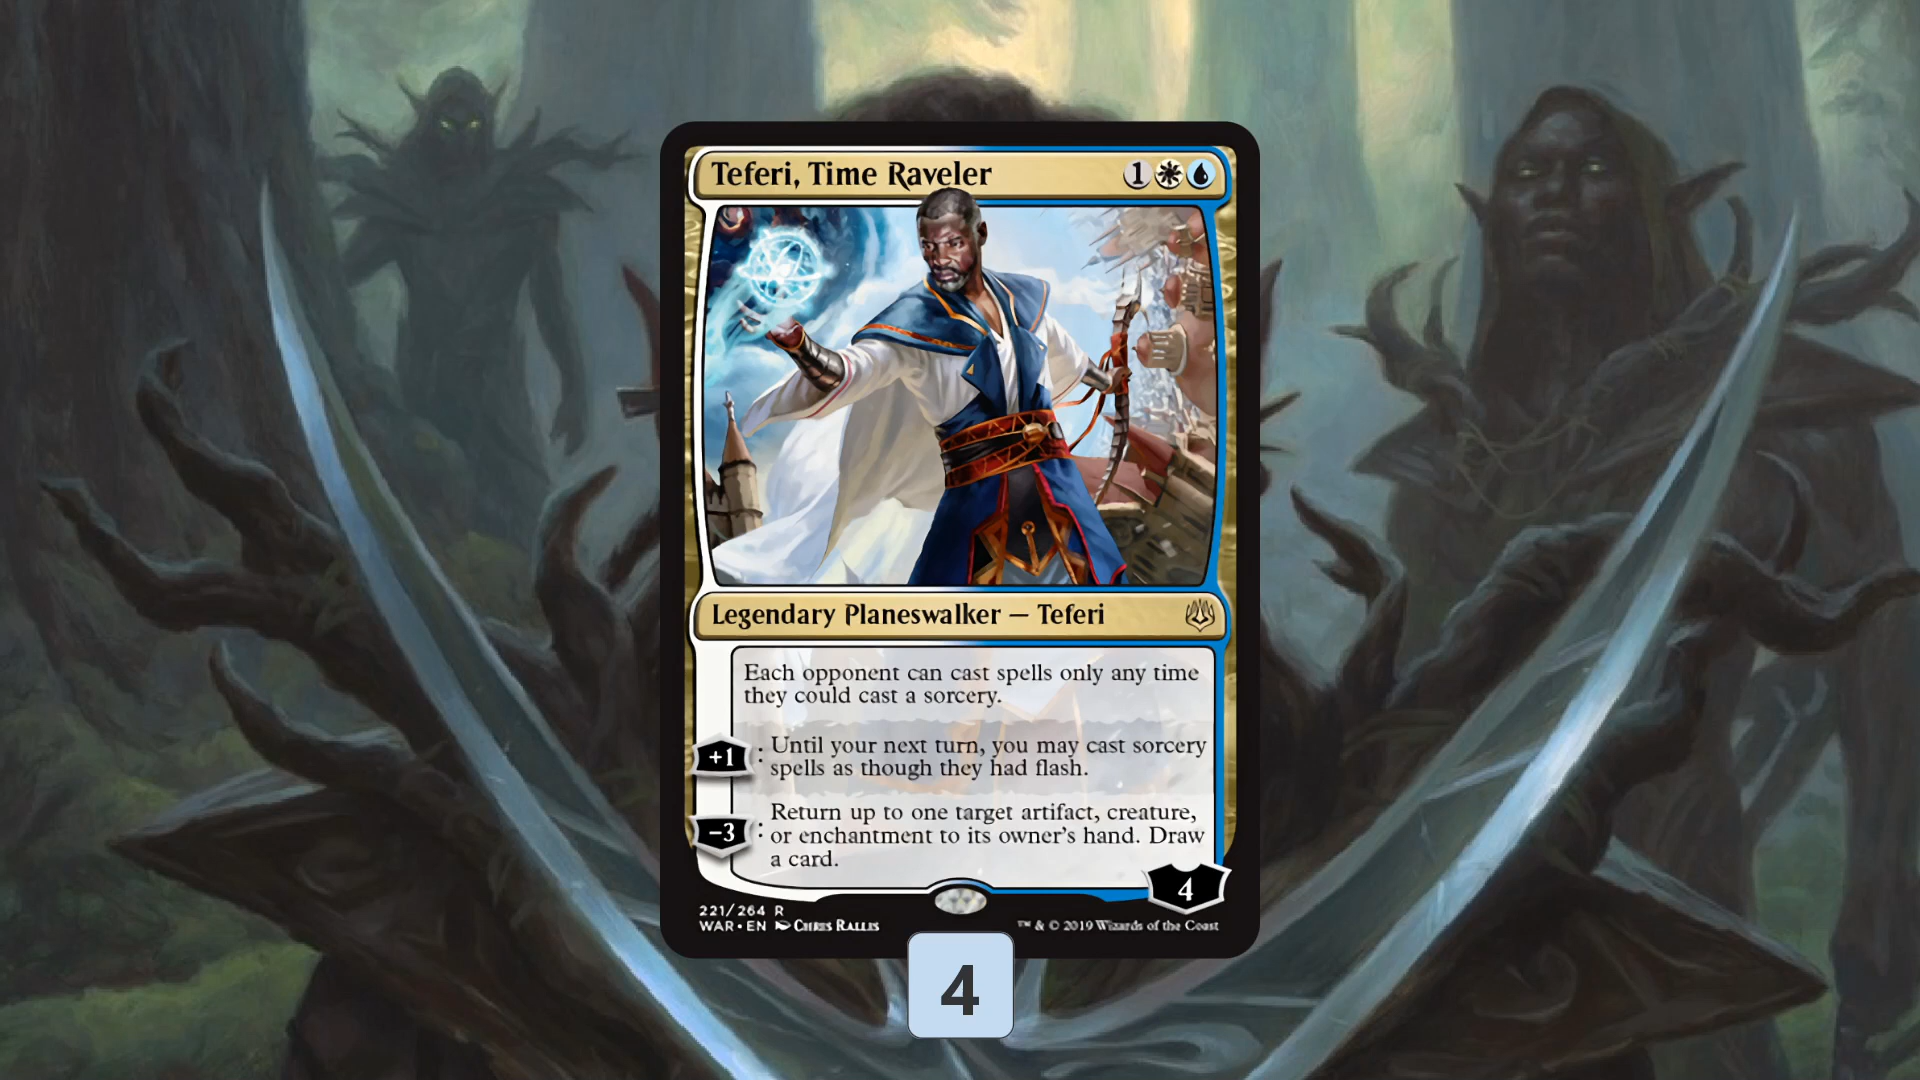 Teferi, Time Raveler 1
Legendary Planeswalker — Teferi
Each opponent can cast spells only any time
they could cast a sorcery.
+1: Until your next turn, you may cast sorcery
spells as though they had flash.
−3: Return up to one target artifact, creature,
or enchantment to its owner's hand. Draw
a card.
4
221/264 R
WAR • EN Chris Rallis
™ & © 2019 Wizards of the Coast
4